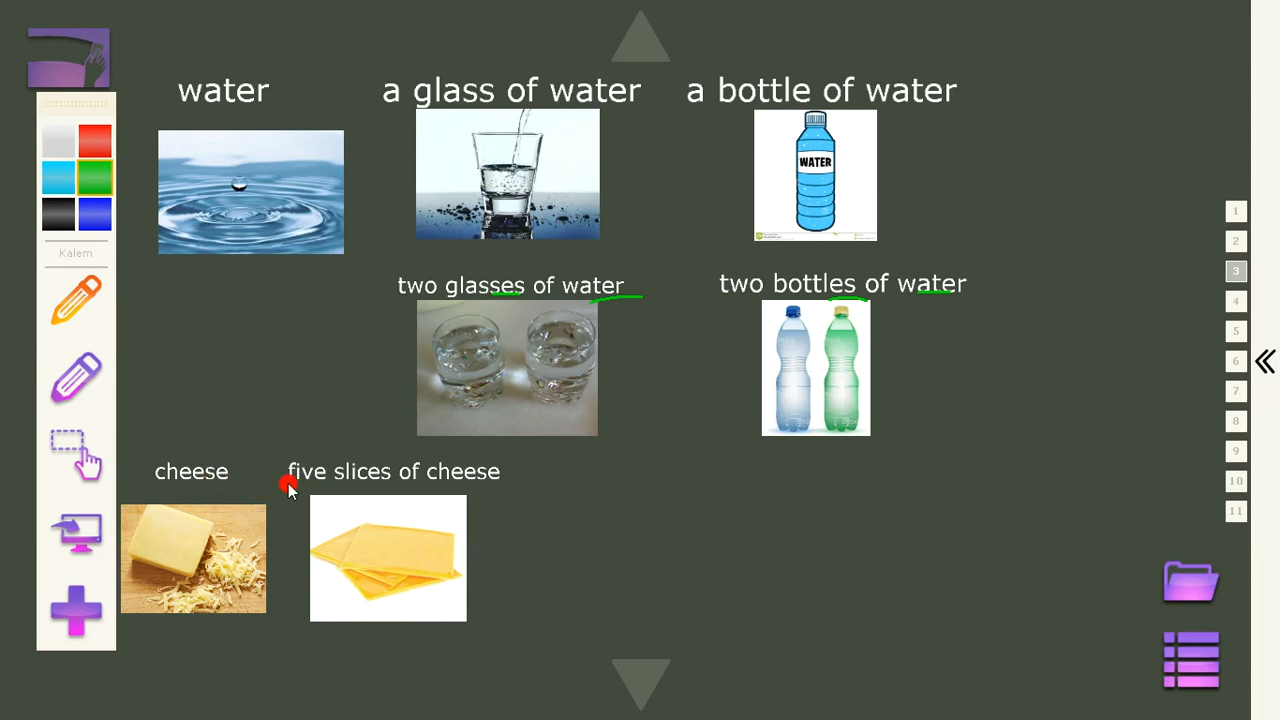 water
a glass of water
a bottle of water
WATER
two glasses of water
two bottles of water
cheese
five slices of cheese
Kalem
1
2
3
4
5
6
7
8
9
10
11